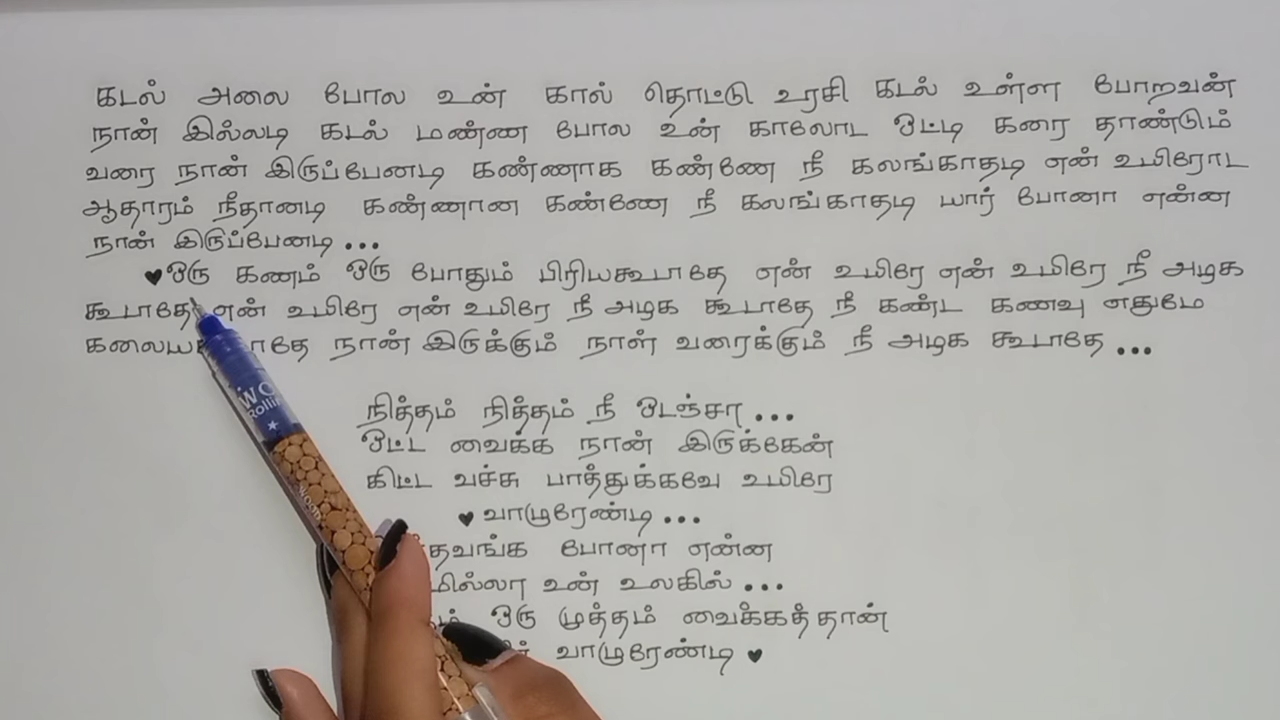 கடல் அலை போல உன் கால் தொட்டு உரசி கடல் உள்ள போறவன்
நான் இல்லடி கடல் மண்ண போல உன் காலோட ஒட்டி கரை தாண்டும்
வரை நான் இருப்பேனடி கண்ணாக கண்ணே நீ கலங்காதடி என் உயிரோட
ஆதாரம் நீதானடி கண்ணான கண்ணே நீ கலங்காதடி யார் போனா என்ன
நான் இருப்பேனடி...
♥ஒரு கணம் ஒரு போதும் பிரியகூடாதே என் உயிரே என் உயிரே நீ அழக
கூடாதே என் உயிரே என் உயிரே நீ அழக கூடாதே நீ கண்ட கனவு எதுமே
நான் இருக்கும் நாள் வரைக்கும் நீ அழக கூடாதே...
நித்தம் நித்தம் நீ ஒடஞ்சா...
ஒட்ட வைக்க நான் இருக்கேன்
கிட்ட வச்சு பாத்துக்கவே உயிரே
♥ வாழுரேண்டி...
போனா என்ன
உன் உலகில்...
ஒரு முத்தம் வைக்கத்தான்
வாழுரேண்டி ♥
WO
Rollin